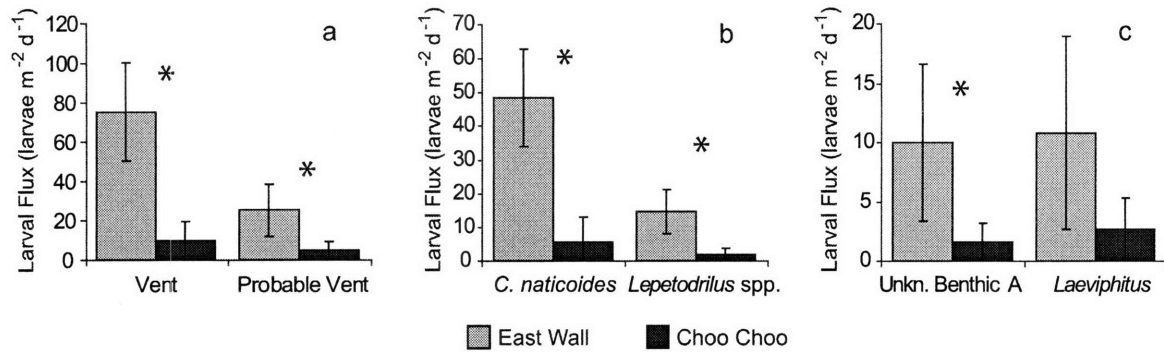 a
Larval Flux (larvae m⁻² d⁻¹)
120
100
80
60
40
20
0
*
*
Vent
Probable Vent
b
Larval Flux (larvae m⁻² d⁻¹)
70
60
50
40
30
20
10
0
*
*
C. naticoides
Lepetodrilus spp.
c
Larval Flux (larvae m⁻² d⁻¹)
20
15
10
5
0
*
Unkn. Benthic A
Laeviphitus
East Wall
Choo Choo